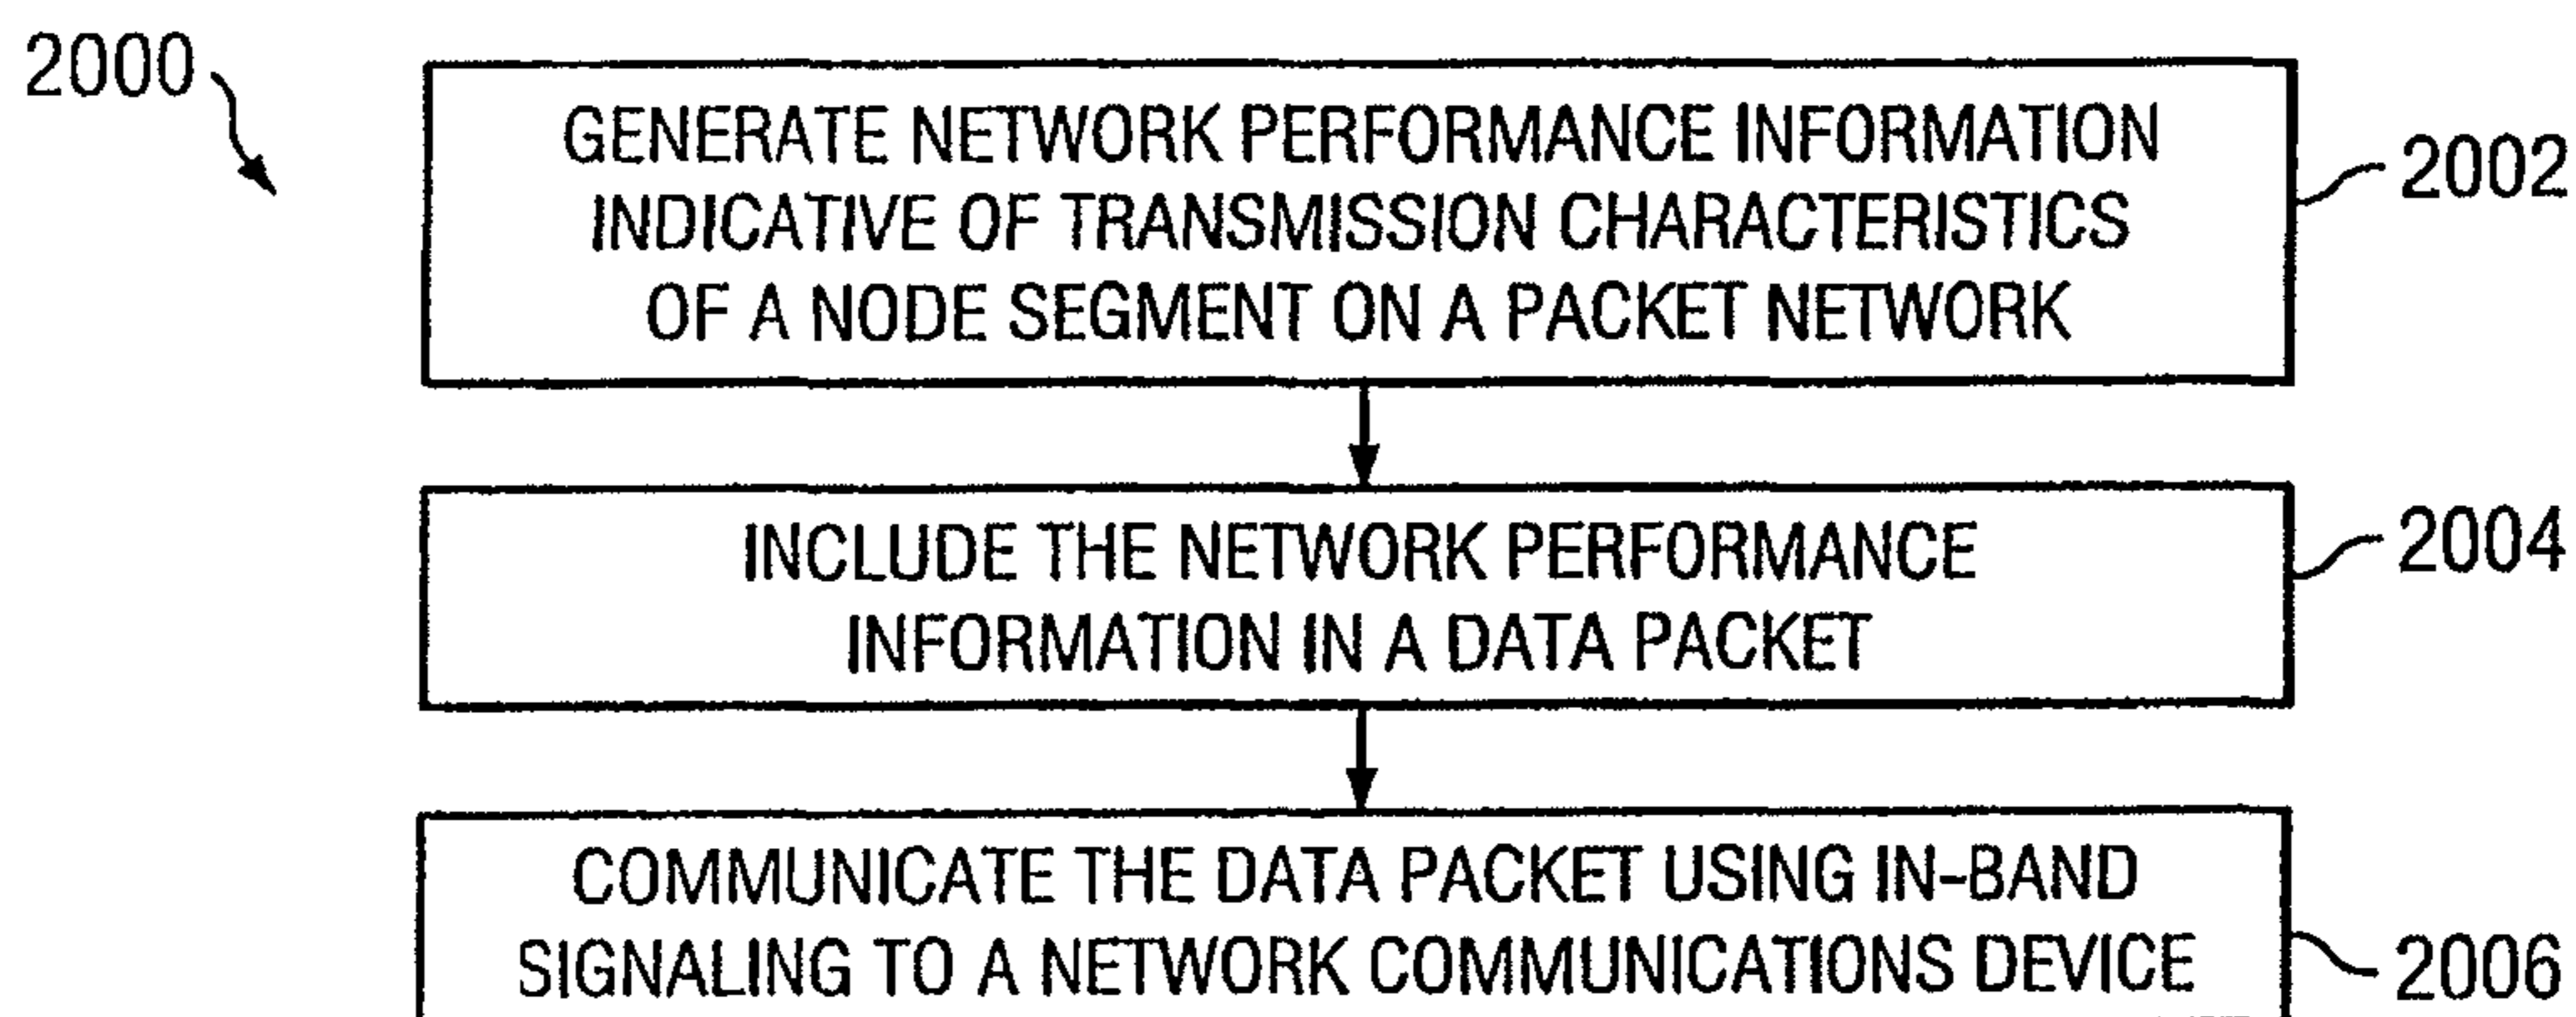 2000
GENERATE NETWORK PERFORMANCE INFORMATION
INDICATIVE OF TRANSMISSION CHARACTERISTICS
OF A NODE SEGMENT ON A PACKET NETWORK
2002
INCLUDE THE NETWORK PERFORMANCE
INFORMATION IN A DATA PACKET
2004
COMMUNICATE THE DATA PACKET USING IN-BAND
SIGNALING TO A NETWORK COMMUNICATIONS DEVICE
2006